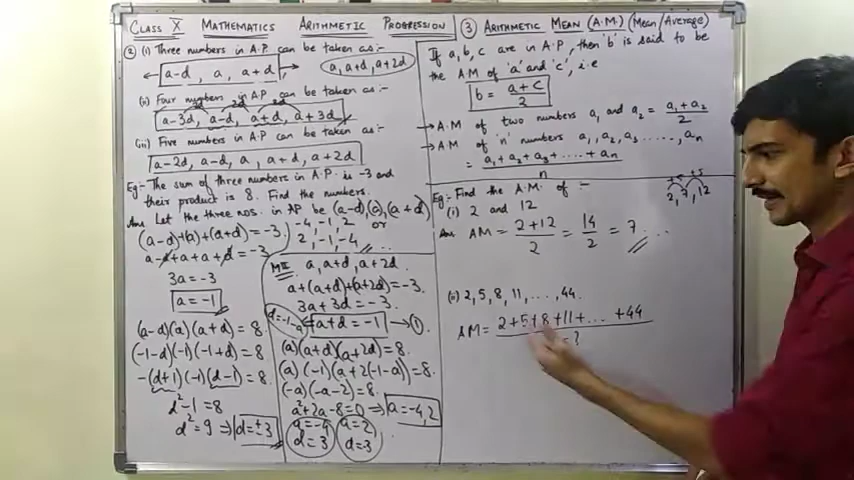 CLASS X MATHEMATICS ARITHMETIC PROGRESSION
② (i) Three numbers in A.P can be taken as:-
a-d, a, a+d
a, a+d, a+2d
(ii) Four numbers in A.P can be taken as:-
2d 2d 2d
a-3d, a-d, a+d, a+3d
(iii) Five numbers in A.P can be taken as:-
a-2d, a-d, a, a+d, a+2d
Eg:- The sum of three numbers in A.P. is -3 and
their product is 8. Find the numbers.
Ans. Let the three nos. in AP be (a-d),(a),(a+d)
(a-d)+(a)+(a+d) = -3.
a-d+a+a+d = -3
3a = -3
a = -1
(a-d)(a)(a+d) = 8.
(-1-d)(-1)(-1+d) = 8
-(d+1)(-1)(d-1) = 8.
d²-1 = 8
d² = 9 ⇒ d = ±3
-4, -1, 2 or
2, -1, -4
M II a, a+d, a+2d.
a+(a+d)+(a+2d) = -3.
3a+3d = -3.
d = -1-a
a+d = -1 → ①
(a)(a+d)(a+2d) = 8.
(a)(-1)(a+2(-1-a)) = 8.
(-a)(-a-2) = 8.
a²+2a-8=0 ⇒ a = -4, 2
a = -4
d = 3
a = 2
d = 3
③ ARITHMETIC MEAN (A.M.) (Mean/Average)
If a, b, c are in A.P, then 'b' is said to be
the A.M of 'a' and 'c', i.e
b = a+c / 2
→ A.M of two numbers a₁ and a₂ = a₁+a₂ / 2
→ A.M of 'n' numbers a₁, a₂, a₃ ....., aₙ
= a₁+a₂+a₃+....+aₙ / n
Eg:- Find the A.M. of :-
2, 7, 12
(i) 2 and 12
Ans AM = 2+12 / 2 = 14 / 2 = 7
(ii) 2, 5, 8, 11, ...., 44.
AM = 2+5+8+11+... +44
= ?